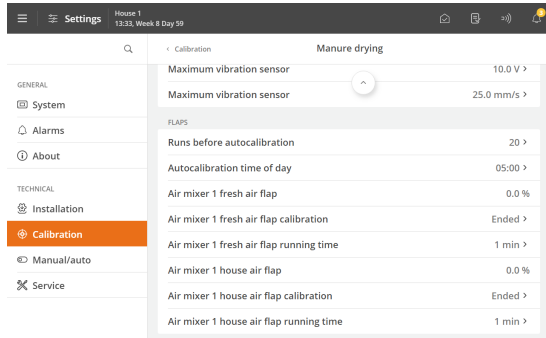 Settings
House 1
13:33, Week 8 Day 59
3
GENERAL
System
Alarms
About
TECHNICAL
Installation
Calibration
Manual/auto
Service
< Calibration
Manure drying
Maximum vibration sensor 10.0 V >
Maximum vibration sensor 25.0 mm/s >
FLAPS
Runs before autocalibration 20 >
Autocalibration time of day 05:00 >
Air mixer 1 fresh air flap 0.0 %
Air mixer 1 fresh air flap calibration Ended >
Air mixer 1 fresh air flap running time 1 min >
Air mixer 1 house air flap 0.0 %
Air mixer 1 house air flap calibration Ended >
Air mixer 1 house air flap running time 1 min >